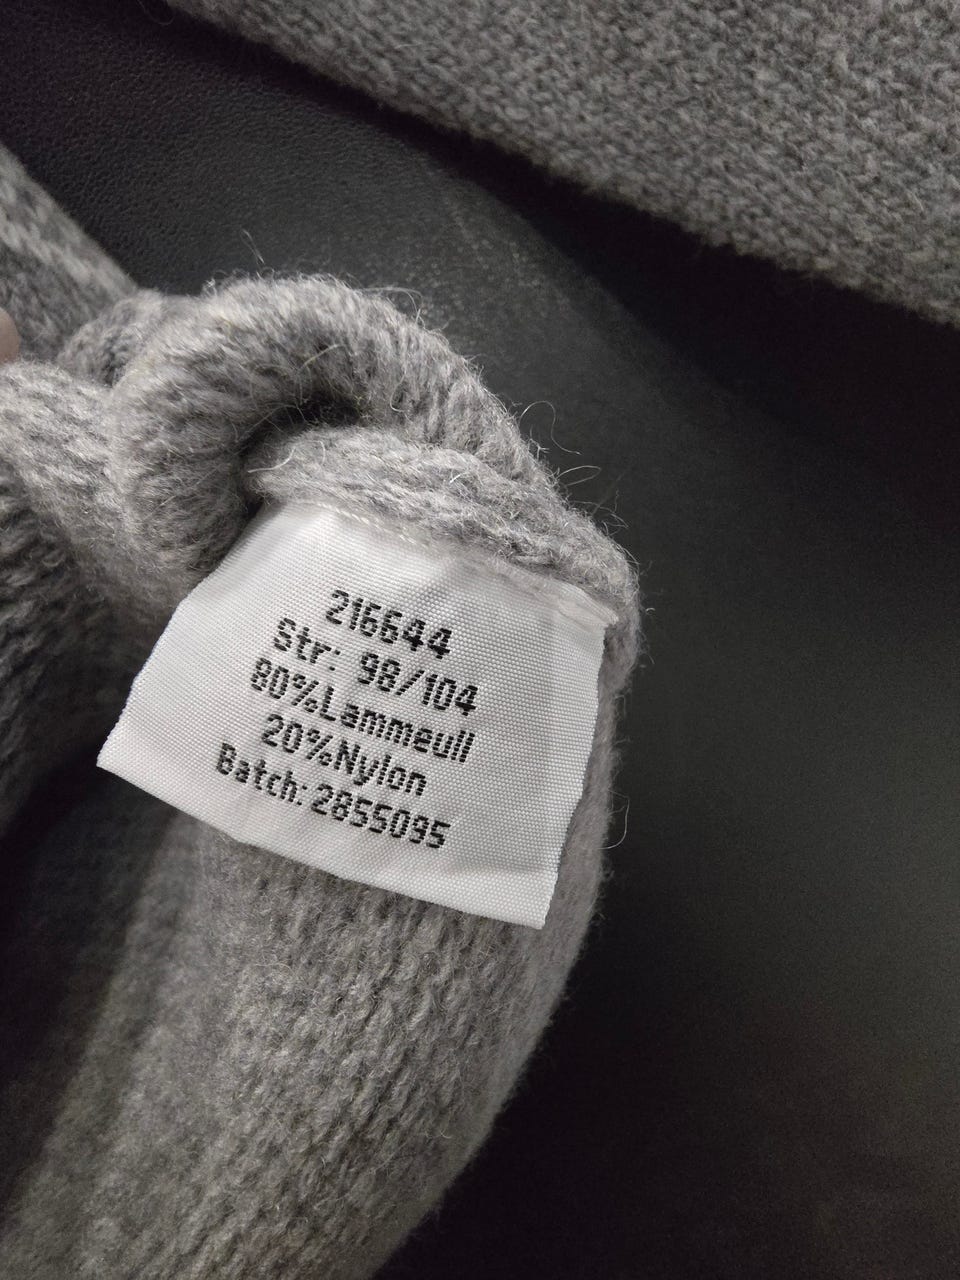 216644
Str: 98/104
80%Lammeull
20%Nylon
Batch: 2855095